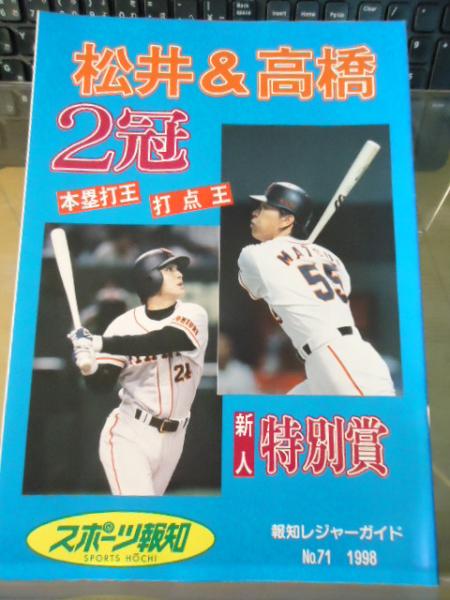 松井&高橋
2冠
本塁打王
打点王
MATSUI
55
24
新人
特別賞
スポーツ報知
SPORTS HOCHI
報知レジャーガイド
No.71 1998